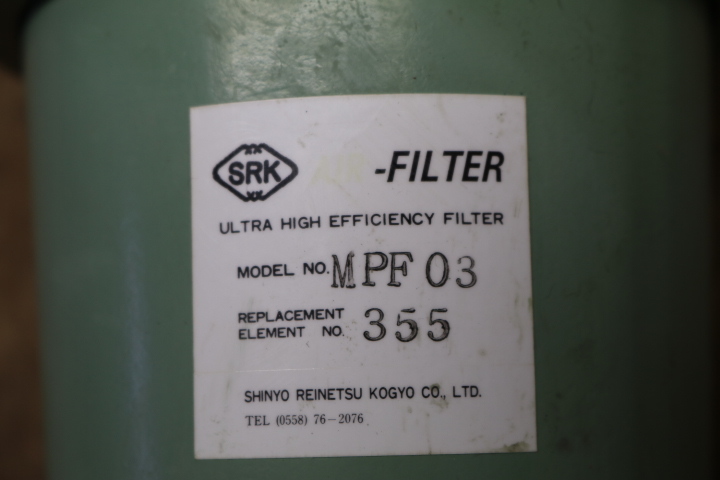 SRK -FILTER
ULTRA HIGH EFFICIENCY FILTER
MODEL NO. MPF 03
REPLACEMENT
ELEMENT NO. 355
SHINYO REINETSU KOGYO CO., LTD.
TEL (0558) 76-2076